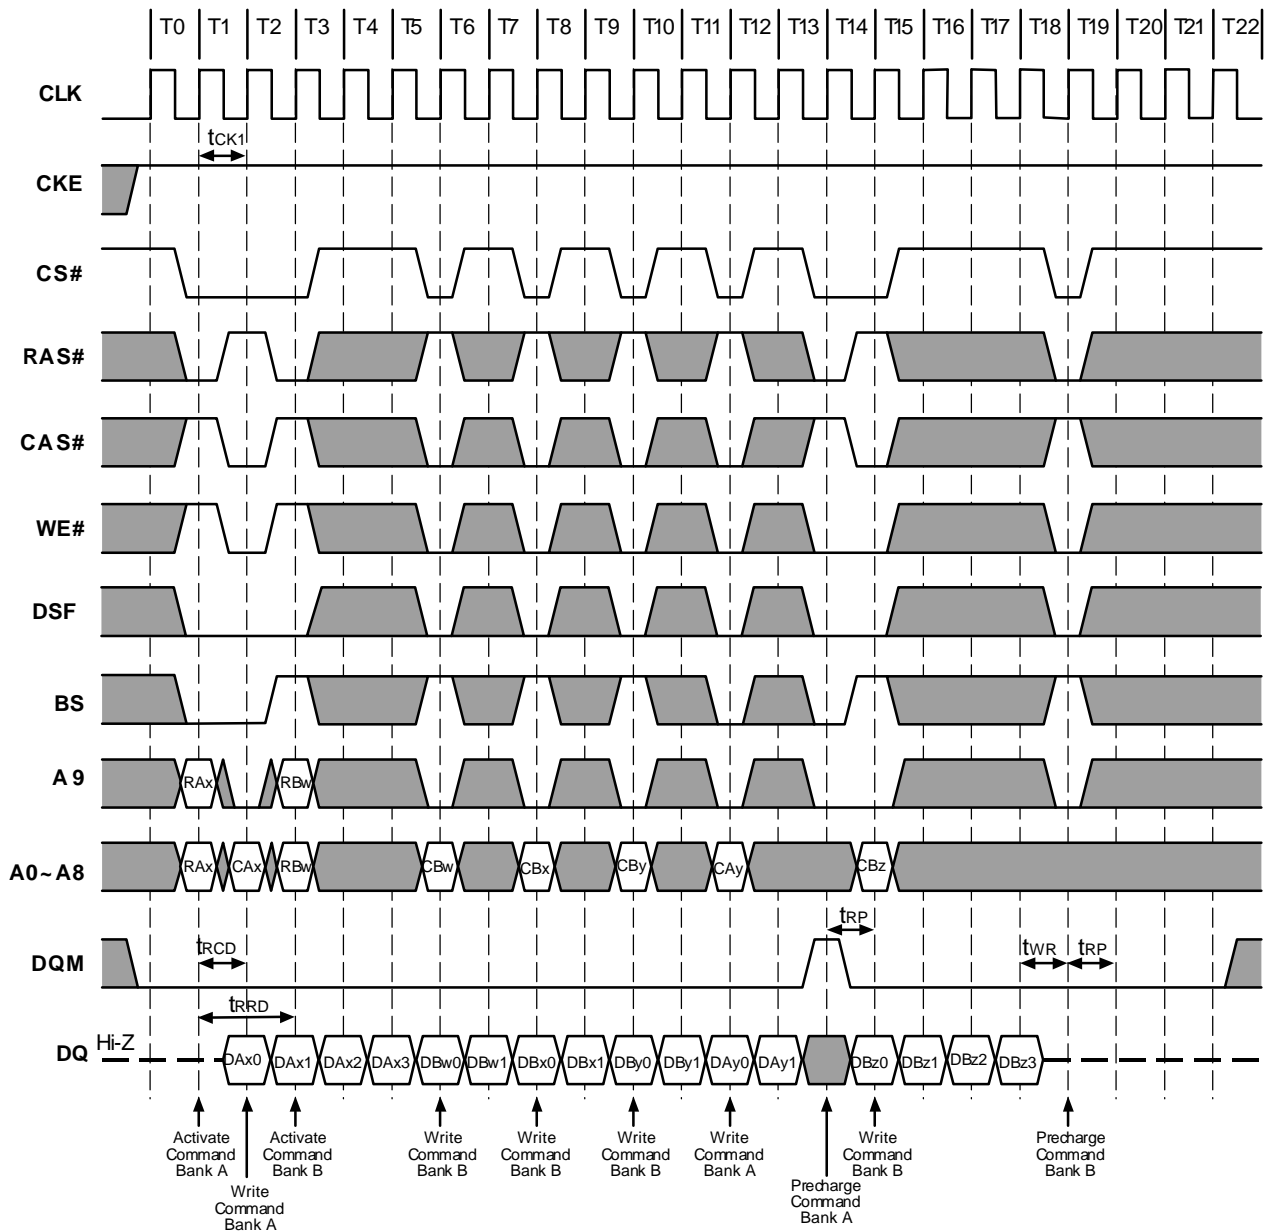 T0 T1 T2 T3 T4 T5 T6 T7 T8 T9 T10 T11 T12 T13 T14 T15 T16 T17 T18 T19 T20 T21 T22
CLK
tCK1
CKE
CS#
RAS#
CAS#
WE#
DSF
BS
A9 RAx RBw
A0~A8 RAx CAx RBw CBw CBx CBy CAy CBz
tRP
DQM tRCD tWR tRP
tRRD
DQ Hi-Z DAx0 DAx1 DAx2 DAx3 DBw0 DBw1 DBx0 DBx1 DBy0 DBy1 DAy0 DAy1 DBz0 DBz1 DBz2 DBz3
Activate
Command
Bank A
Write
Command
Bank A
Activate
Command
Bank B
Write
Command
Bank B
Write
Command
Bank B
Write
Command
Bank B
Write
Command
Bank A
Precharge
Command
Bank A
Write
Command
Bank B
Precharge
Command
Bank B